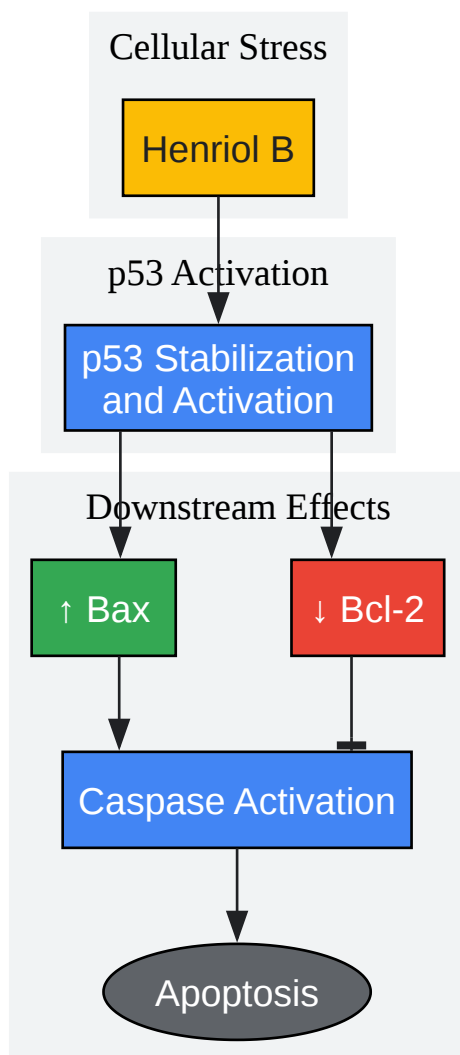 Cellular Stress
Henriol B
p53 Activation
p53 Stabilization
and Activation
Downstream Effects
↑ Bax
↓ Bcl-2
Caspase Activation
Apoptosis